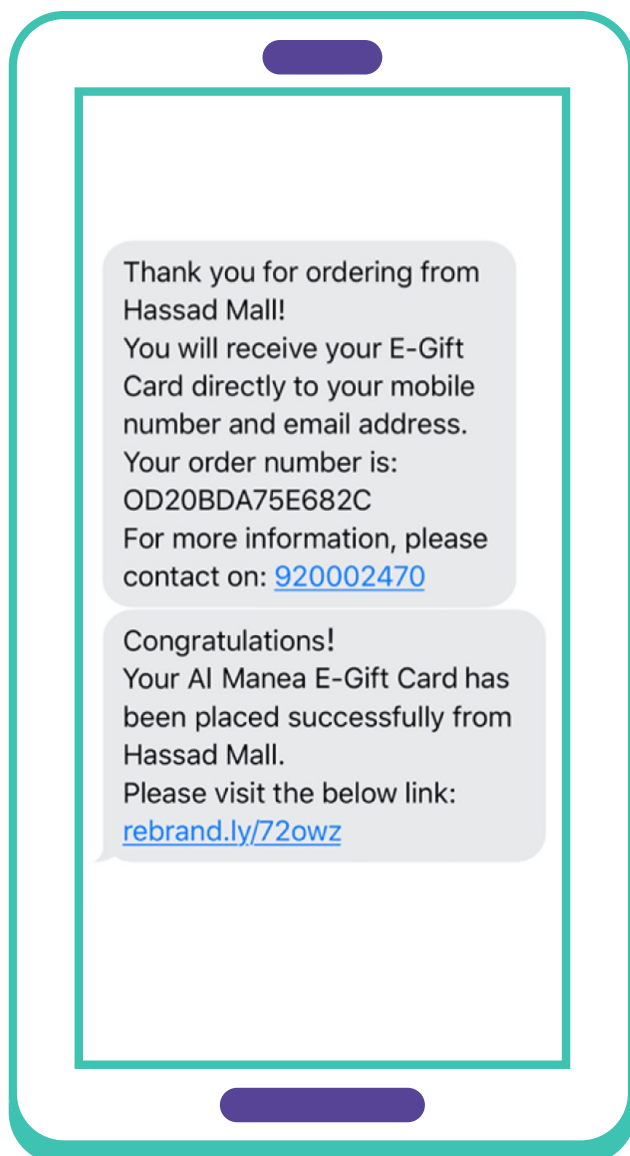 Thank you for ordering from
Hassad Mall!
You will receive your E-Gift
Card directly to your mobile
number and email address.
Your order number is:
OD20BDA75E682C
For more information, please
contact on: 920002470
Congratulations!
Your Al Manea E-Gift Card has
been placed successfully from
Hassad Mall.
Please visit the below link:
rebrand.ly/72owz